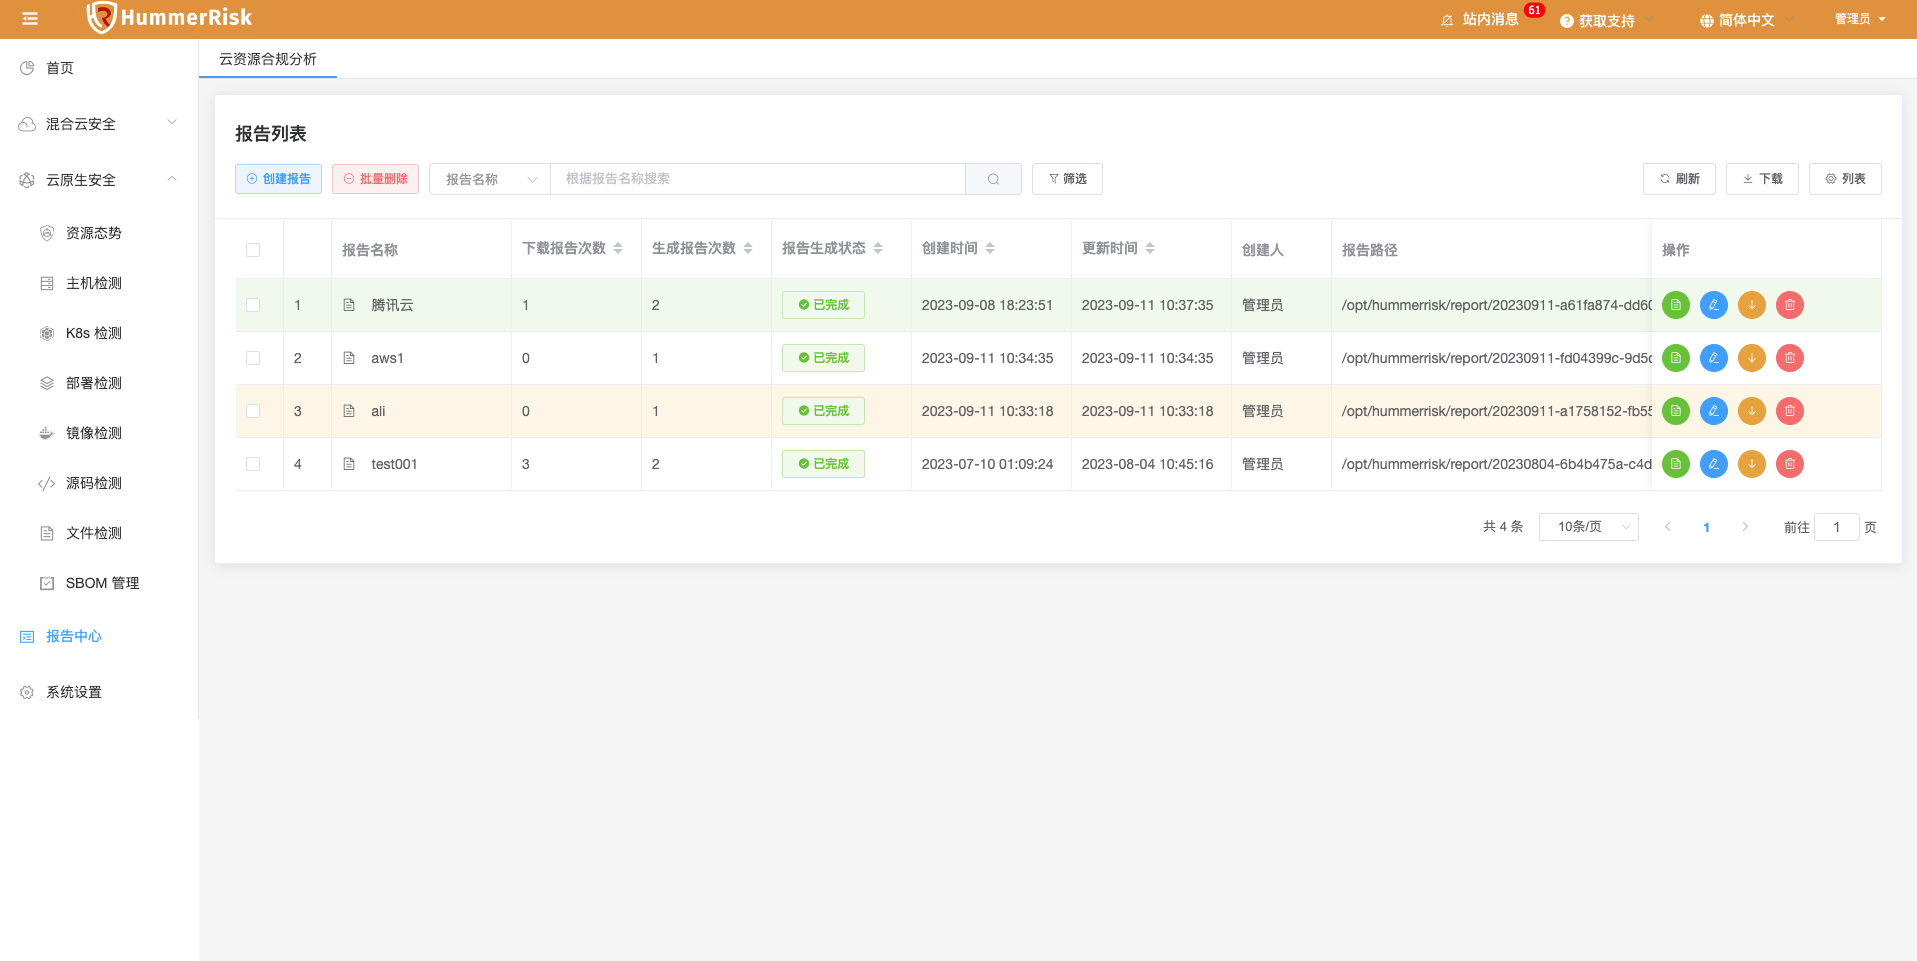 HummerRisk
站内消息 61
获取支持
简体中文
管理员
首页
混合云安全
云原生安全
资源态势
主机检测
K8s 检测
部署检测
镜像检测
源码检测
文件检测
SBOM 管理
报告中心
系统设置
云资源合规分析
报告列表
创建报告 批量删除 报告名称 根据报告名称搜索 筛选 刷新 下载 列表
报告名称 下载报告次数 生成报告次数 报告生成状态 创建时间 更新时间 创建人 报告路径 操作
1 腾讯云 1 2 已完成 2023-09-08 18:23:51 2023-09-11 10:37:35 管理员 /opt/hummerrisk/report/20230911-a61fa874-dd60
2 aws1 0 1 已完成 2023-09-11 10:34:35 2023-09-11 10:34:35 管理员 /opt/hummerrisk/report/20230911-fd04399c-9d5c
3 ali 0 1 已完成 2023-09-11 10:33:18 2023-09-11 10:33:18 管理员 /opt/hummerrisk/report/20230911-a1758152-fb55
4 test001 3 2 已完成 2023-07-10 01:09:24 2023-08-04 10:45:16 管理员 /opt/hummerrisk/report/20230804-6b4b475a-c4d
共 4 条 10条/页 1 前往 1 页